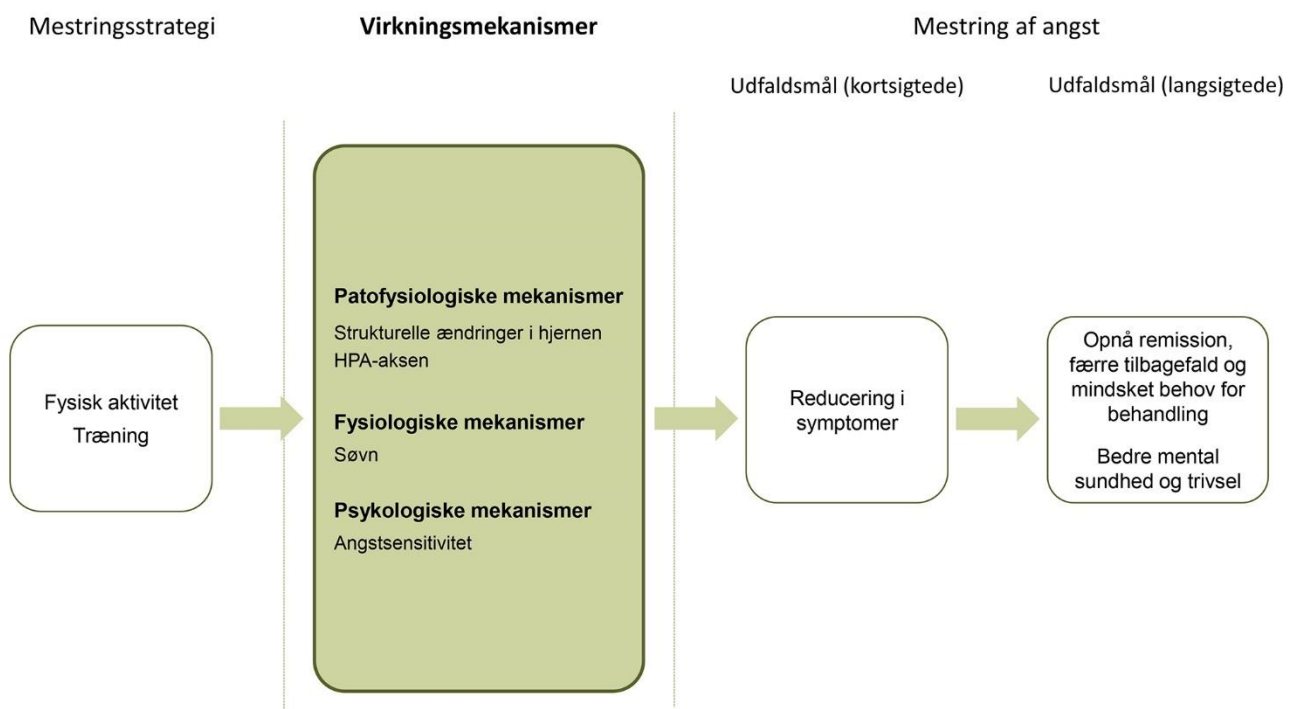 Mestringsstrategi
Virkningsmekanismer
Mestring af angst
Udfaldsmål (kortsigtede)
Udfaldsmål (langsigtede)
Fysisk aktivitet
Træning
Patofysiologiske mekanismer
Strukturelle ændringer i hjernen
HPA-aksen
Fysiologiske mekanismer
Søvn
Psykologiske mekanismer
Angstsensitivitet
Reducering i
symptomer
Opnå remission,
færre tilbagefald og
mindsket behov for
behandling
Bedre mental
sundhed og trivsel